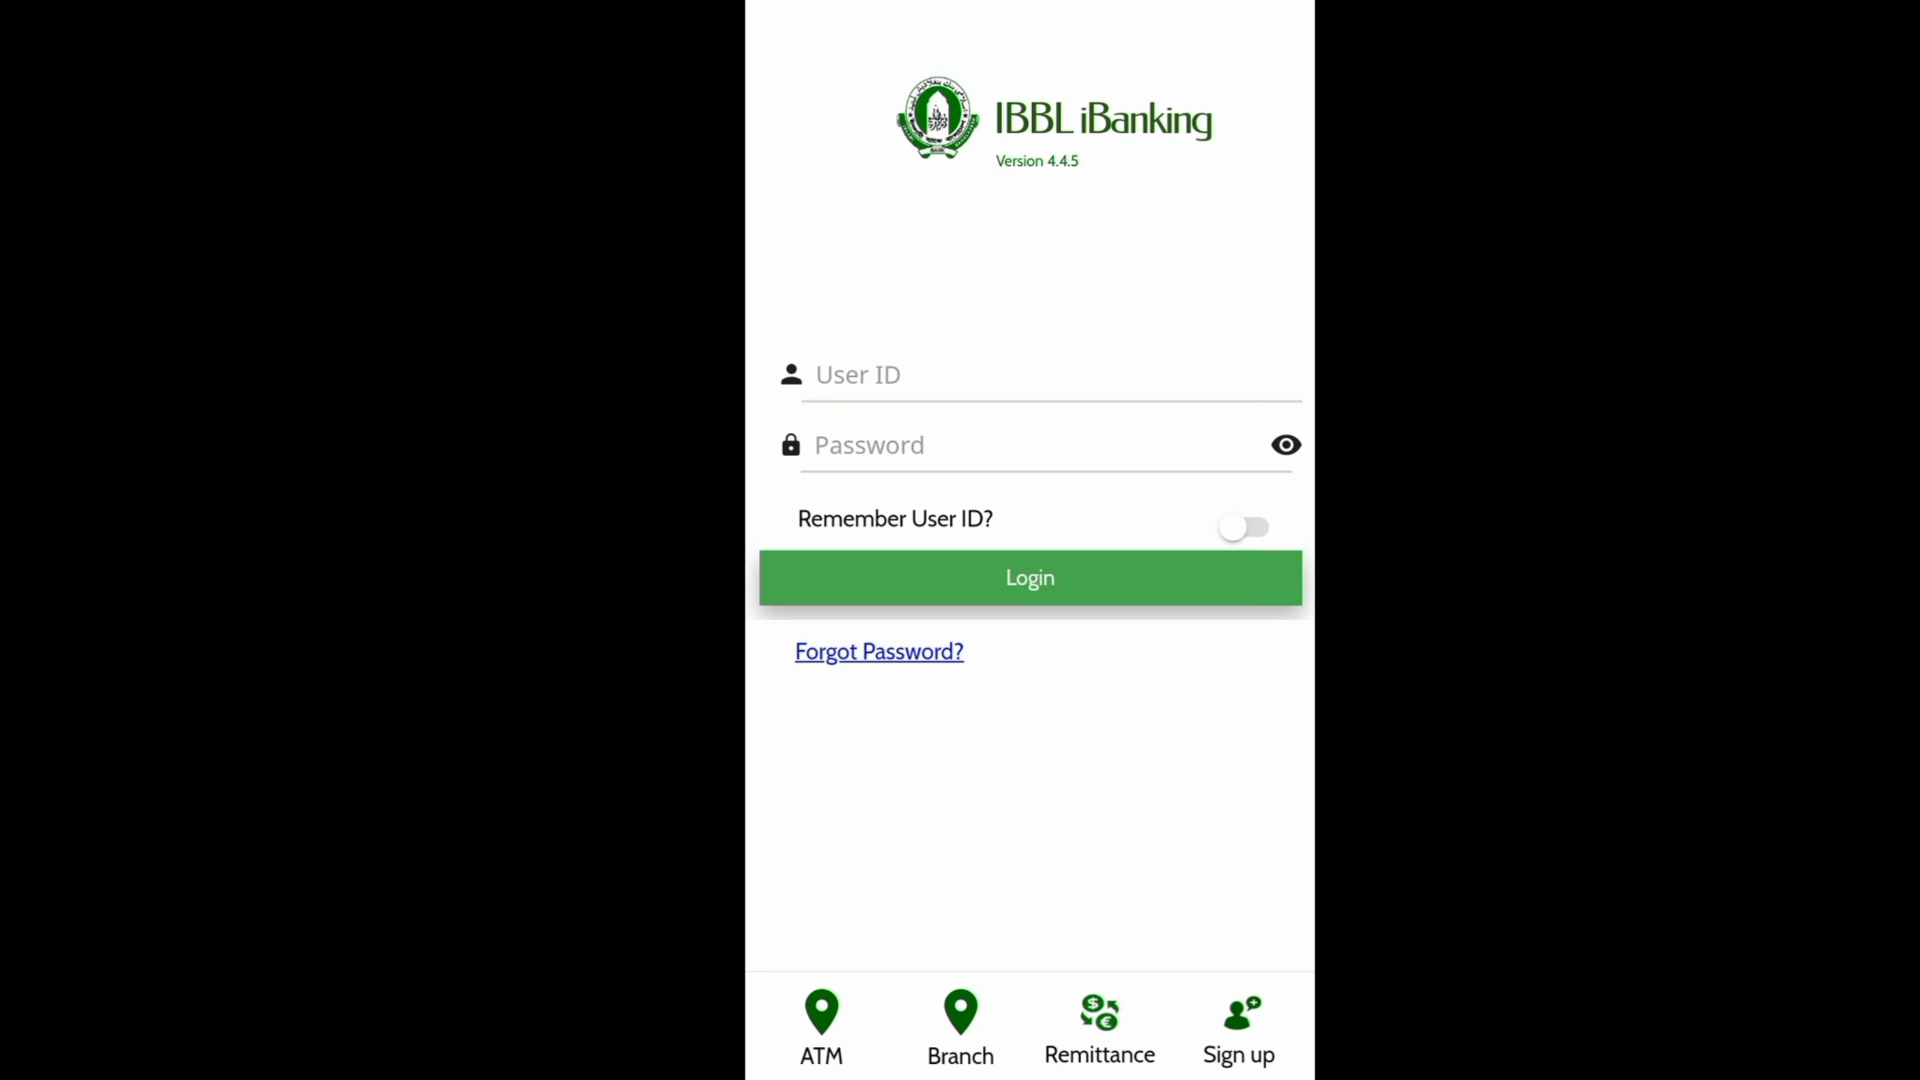 IBBL iBanking
Version 4.4.5
User ID
Password
Remember User ID?
Login
Forgot Password?
ATM
Branch
Remittance
Sign up